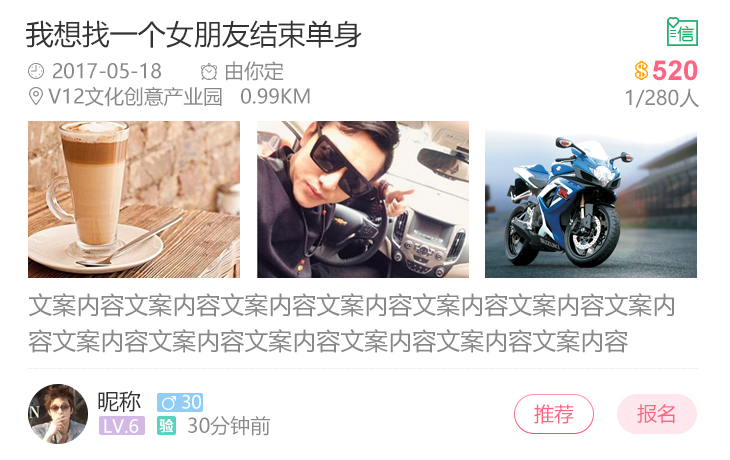 我想找一个女朋友结束单身
信
2017-05-18 由你定
520
V12文化创意产业园 0.99KM
1/280人
文案内容文案内容文案内容文案内容文案内容文案内容文案内
容文案内容文案内容文案内容文案内容文案内容文案内容
昵称 30
LV.6 验 30分钟前
推荐
报名